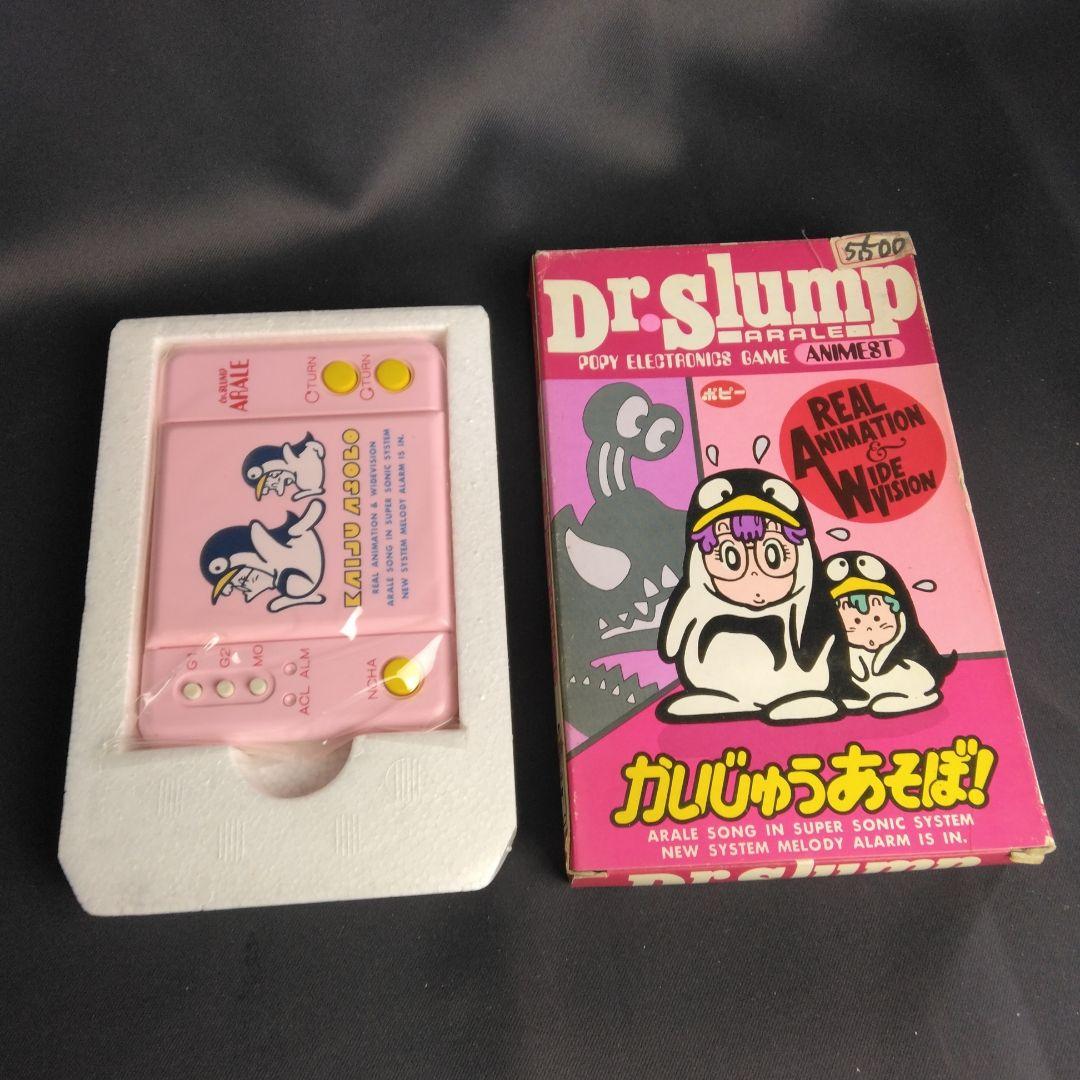 Dr.SLUMP
ARALE
TURN
TURN
KAIJU ASOBO
REAL ANIMATION & WIDEVISION
ARALE SONG IN SUPER SONIC SYSTEM
NEW SYSTEM MELODY ALARM IS IN.
G1
G2
MO
ACL
ALM
NCHA
5500
Dr.Slump
ARALE
POPY ELECTRONICS GAME ANIMEST
ポピー
REAL
ANIMATION
&
WIDE
VISION
かいじゅうあそぼ!
ARALE SONG IN SUPER SONIC SYSTEM
NEW SYSTEM MELODY ALARM IS IN.
Dr.Slump